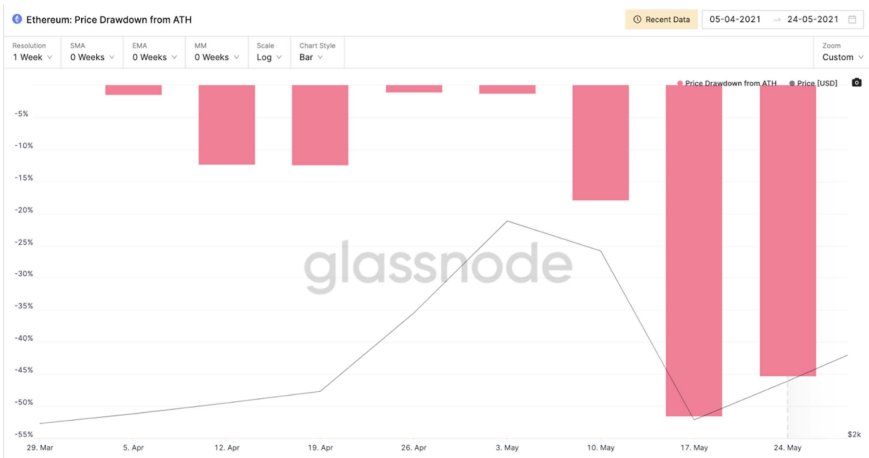 Ethereum: Price Drawdown from ATH
Recent Data
05-04-2021 → 24-05-2021
Resolution
1 Week
SMA
0 Weeks
EMA
0 Weeks
MM
0 Weeks
Scale
Log
Chart Style
Bar
Zoom
Custom
Price Drawdown from ATH
Price [USD]
-5%
-10%
-15%
-20%
-25%
-30%
-35%
-40%
-45%
-50%
-55%
glassnode
$2k
29. Mar
5. Apr
12. Apr
19. Apr
26. Apr
3. May
10. May
17. May
24. May